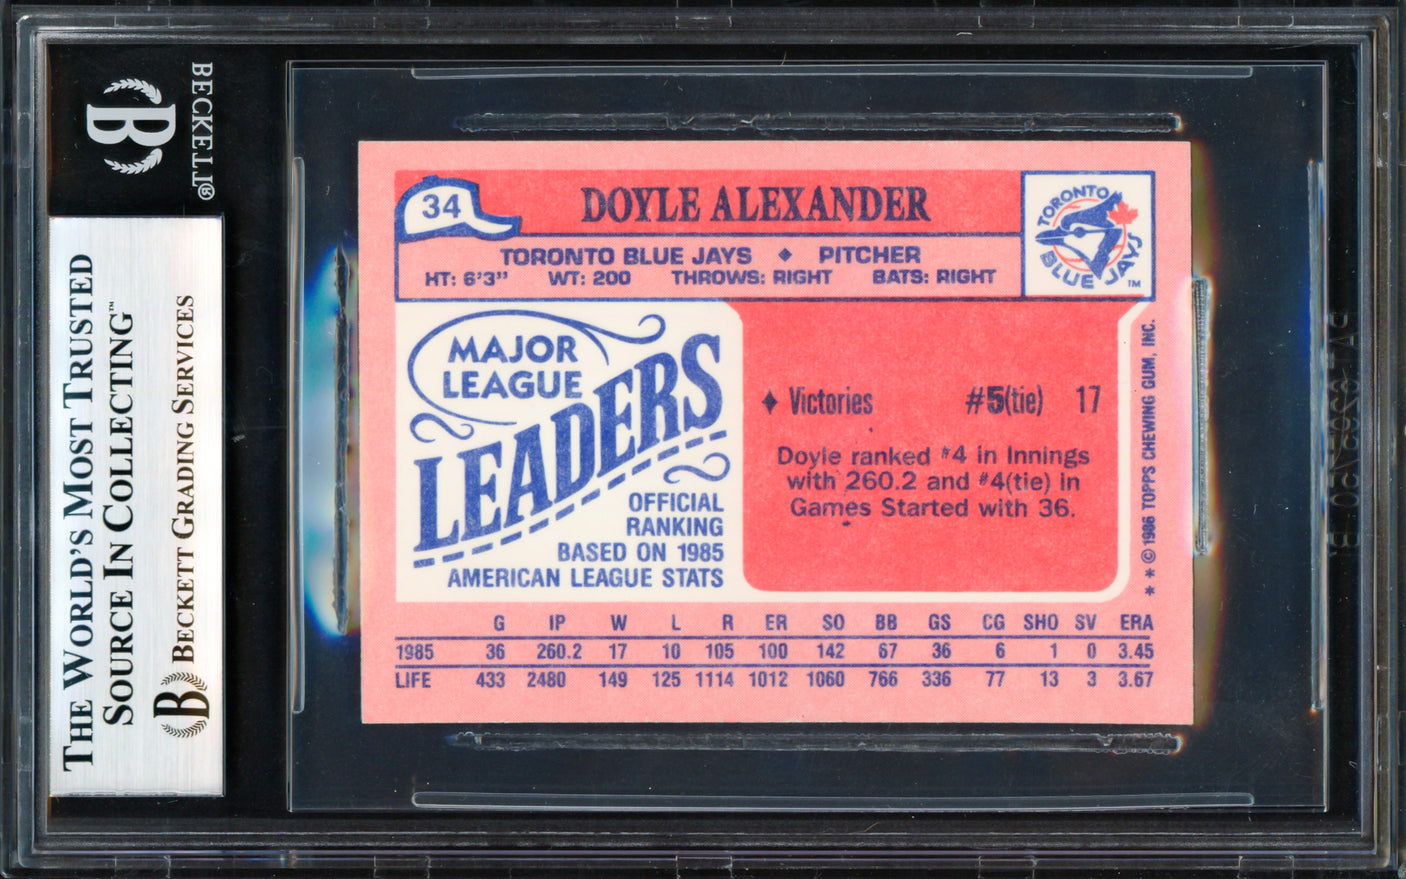 BECKETT®
THE WORLD'S MOST TRUSTED
SOURCE IN COLLECTING™
BECKETT GRADING SERVICES
34
DOYLE ALEXANDER
TORONTO BLUE JAYS ♦ PITCHER
HT: 6'3" WT: 200 THROWS: RIGHT BATS: RIGHT
TORONTO
BLUE JAYS
TM
MAJOR
LEAGUE
LEADERS
OFFICIAL
RANKING
BASED ON 1985
AMERICAN LEAGUE STATS
♦ Victories #5(tie) 17
Doyle ranked #4 in Innings
with 260.2 and #4(tie) in
Games Started with 36.
* * © 1986 TOPPS CHEWING GUM, INC.
G IP W L R ER SO BB GS CG SHO SV ERA
1985 36 260.2 17 10 105 100 142 67 36 6 1 0 3.45
LIFE 433 2480 149 125 1114 1012 1060 766 336 77 13 3 3.67